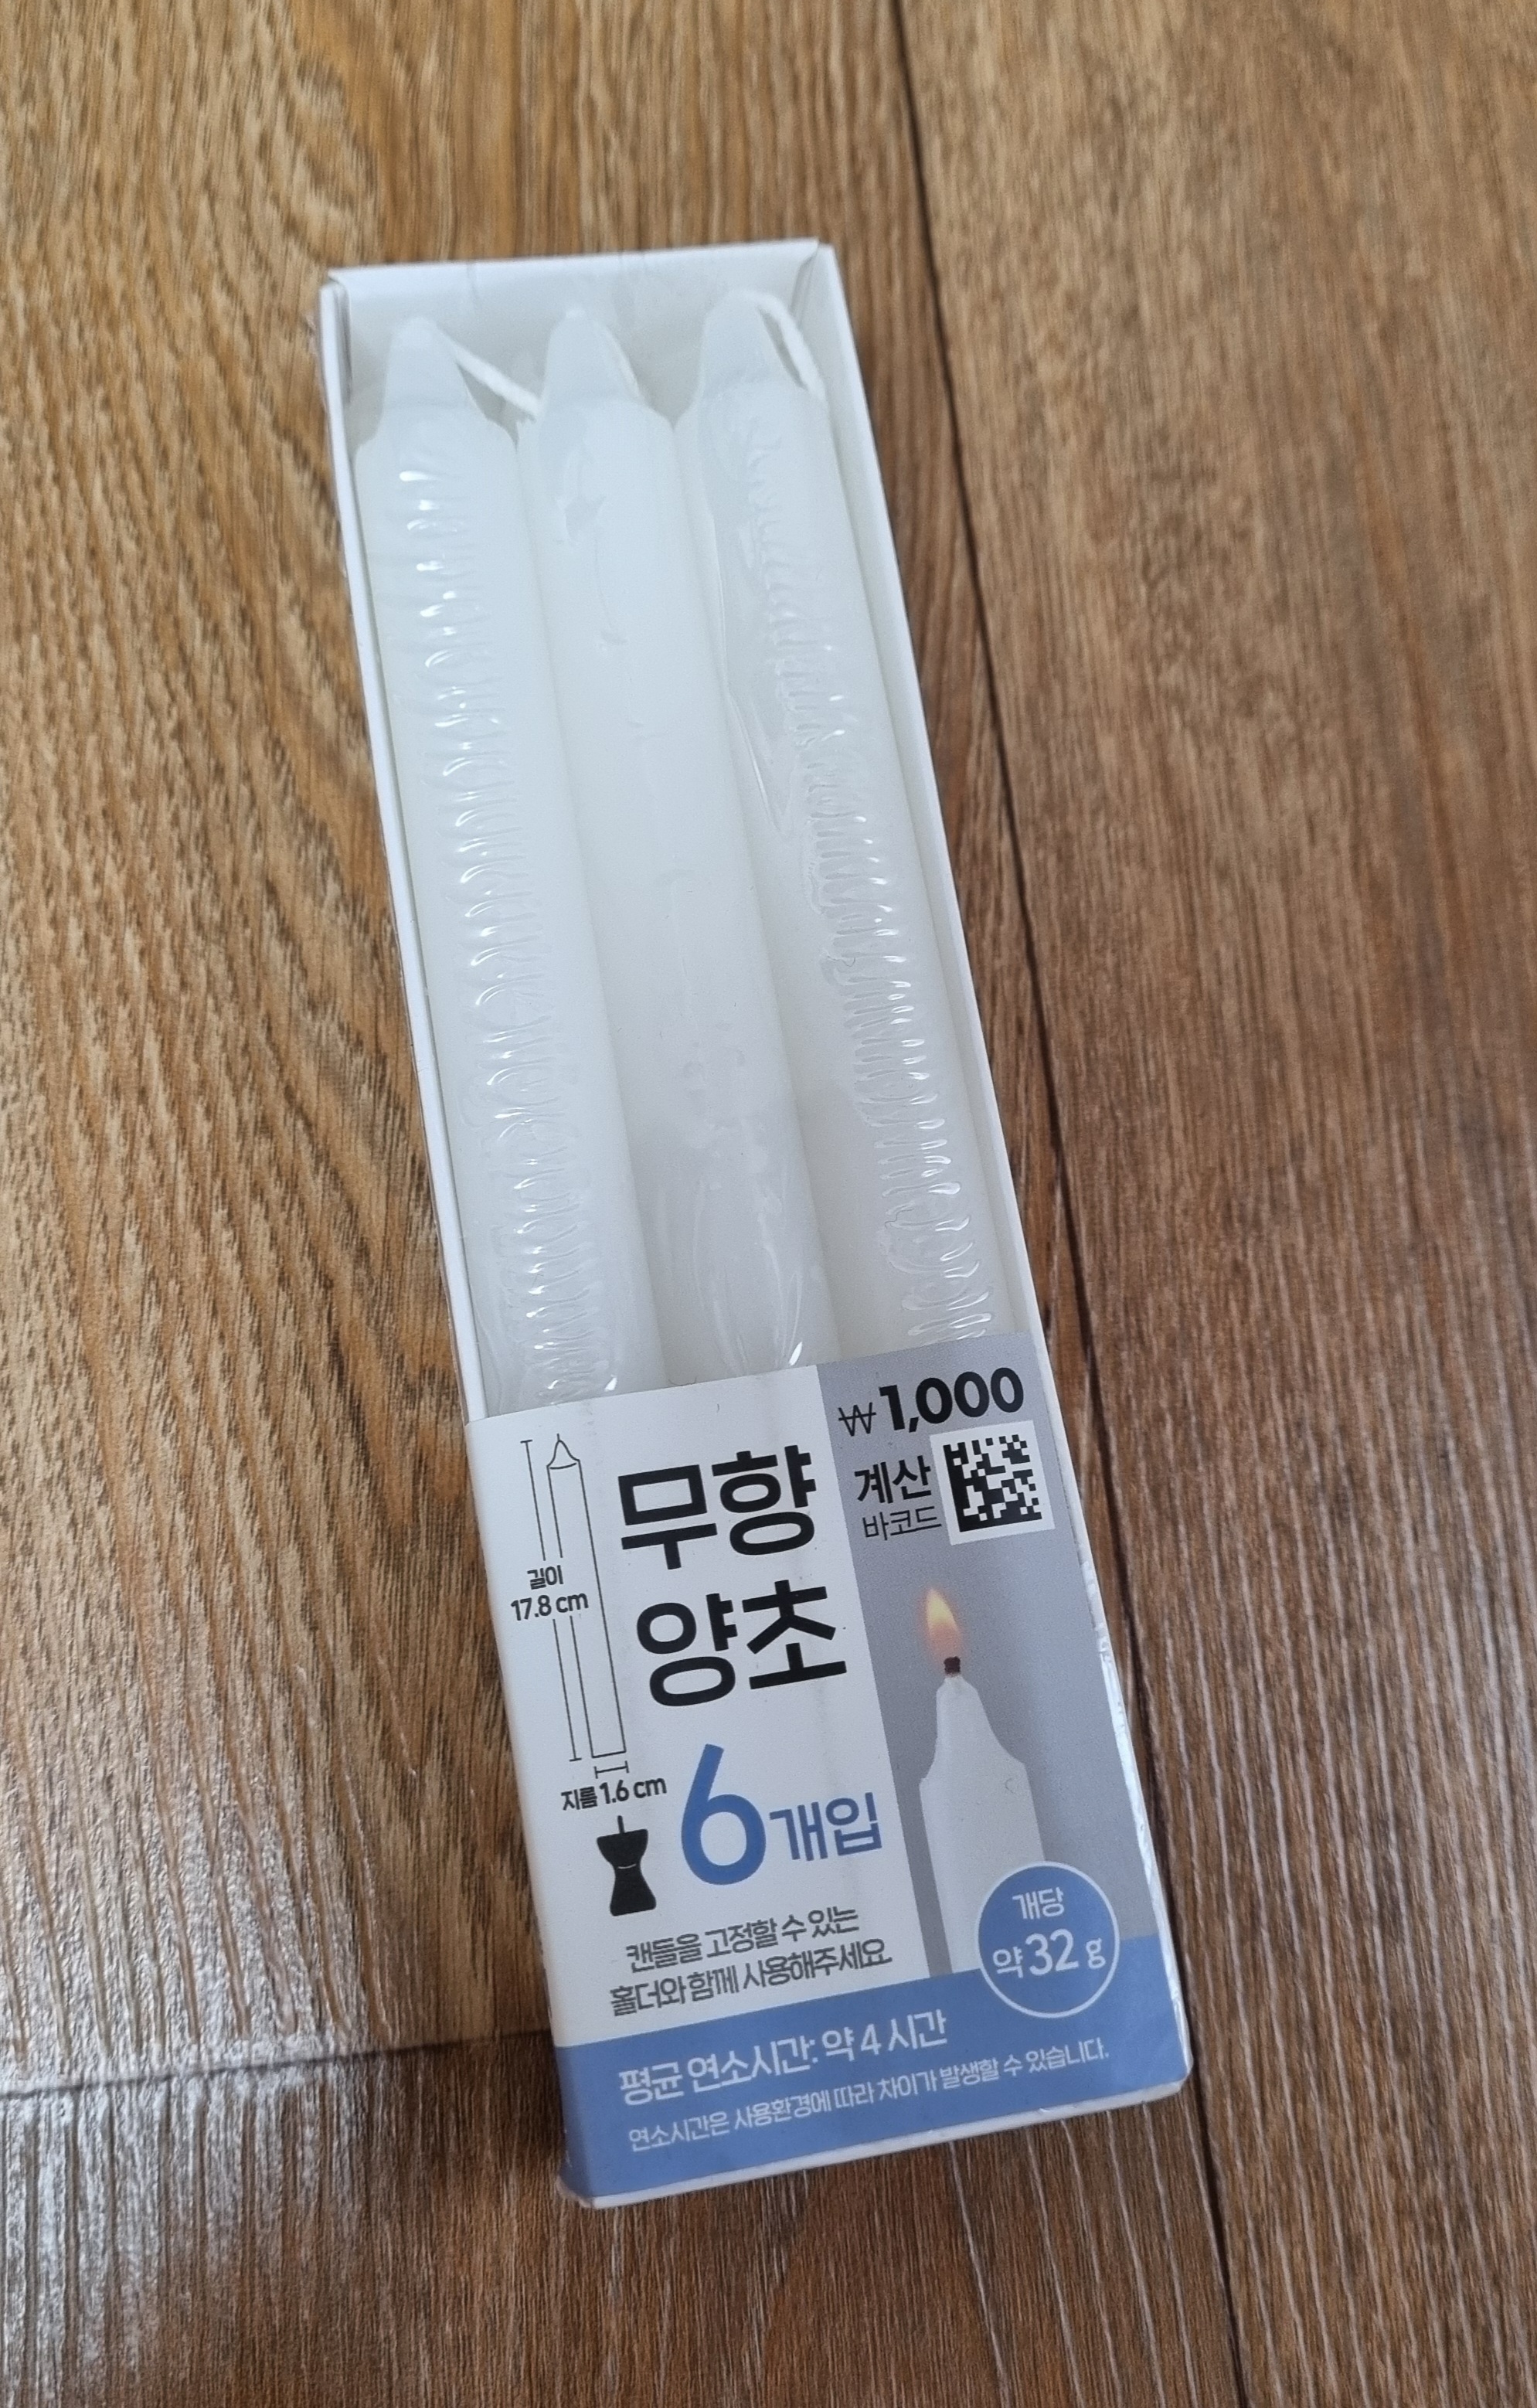 ₩1,000
계산
바코드
무향
양초
길이
17.8 cm
지름 1.6 cm
6개입
캔들을 고정할 수 있는
홀더와 함께 사용해주세요.
개당
약 32 g
평균 연소시간: 약 4 시간
연소시간은 사용환경에 따라 차이가 발생할 수 있습니다.